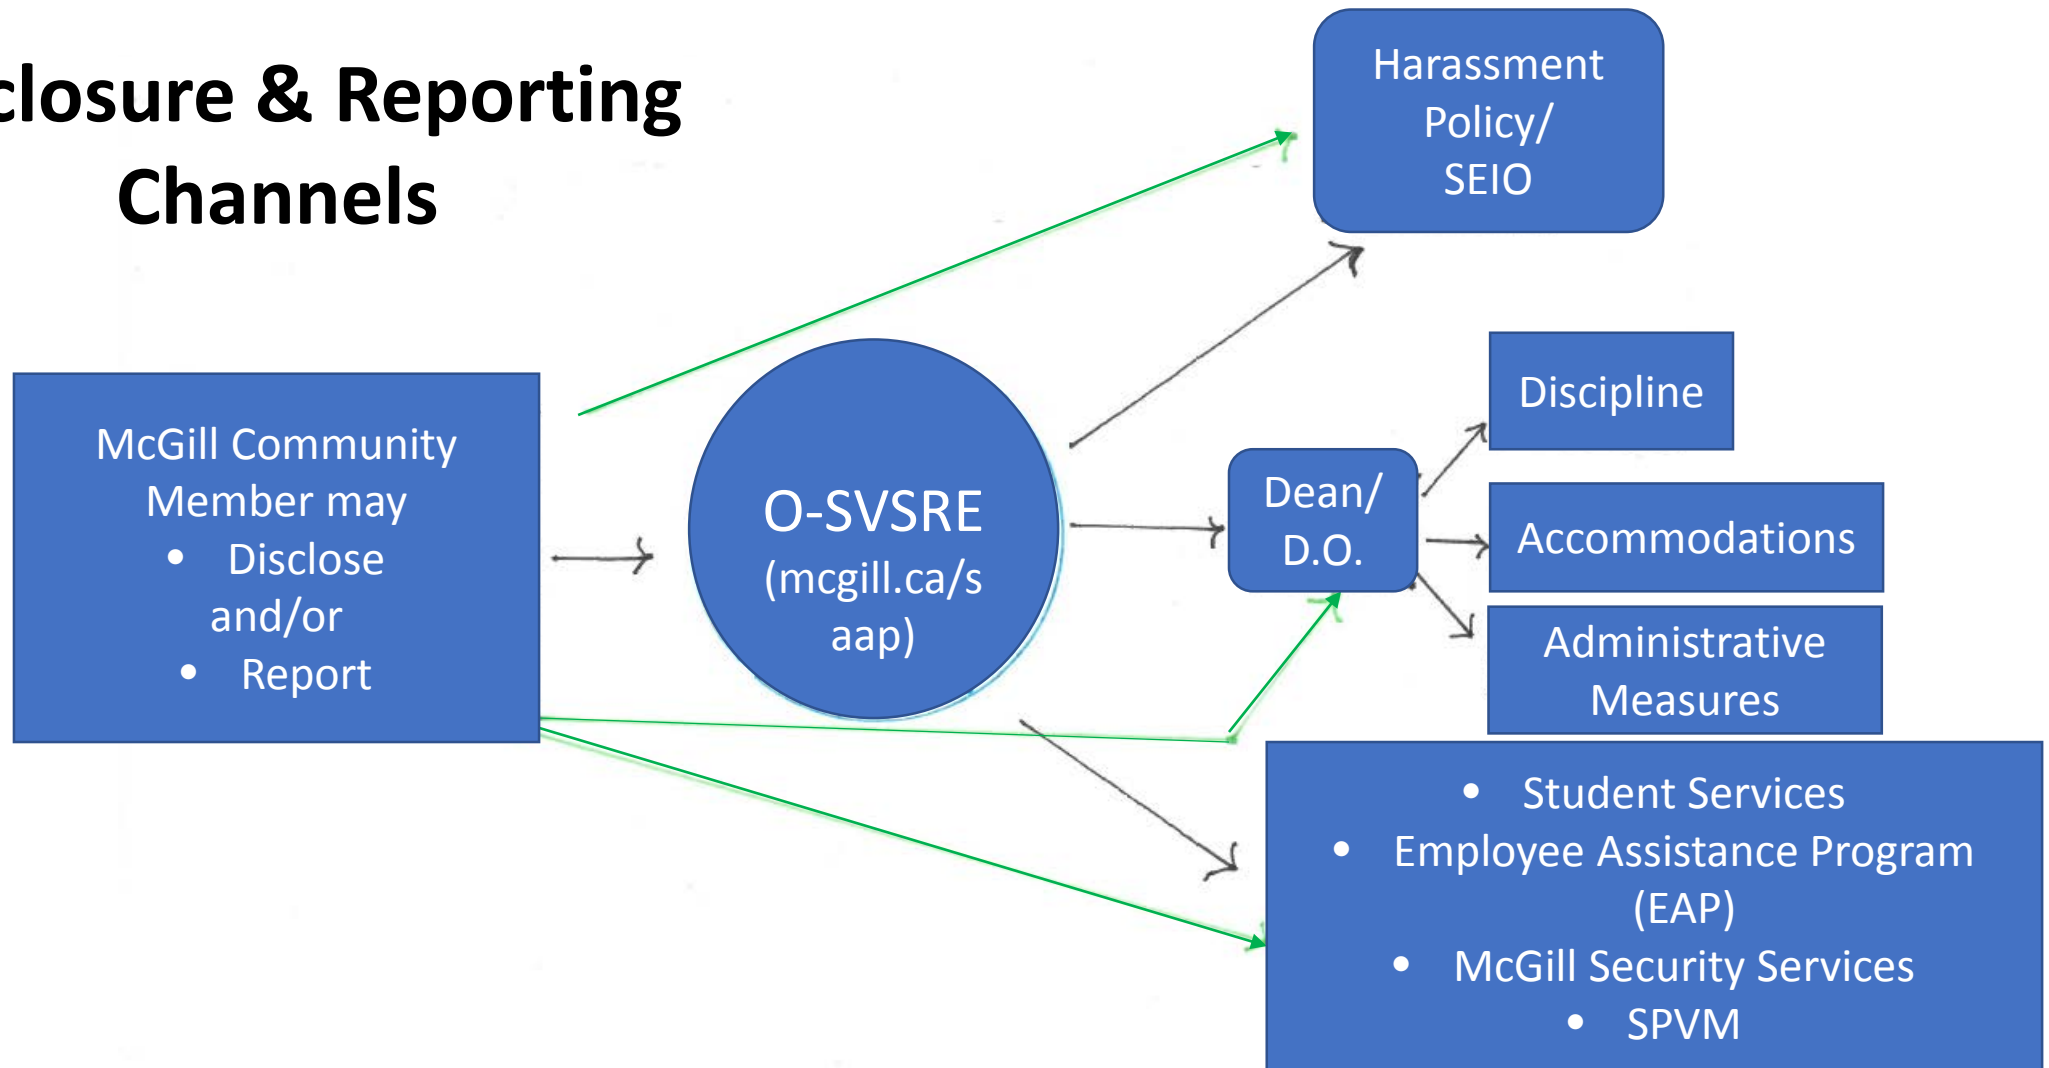 closure & Reporting
Channels
Harassment
Policy/
SEIO
McGill Community
Member may
• Disclose
and/or
• Report
O-SVSRE
(mcgill.ca/s
aap)
Dean/
D.O.
Discipline
Accommodations
Administrative
Measures
• Student Services
• Employee Assistance Program
(EAP)
• McGill Security Services
• SPVM